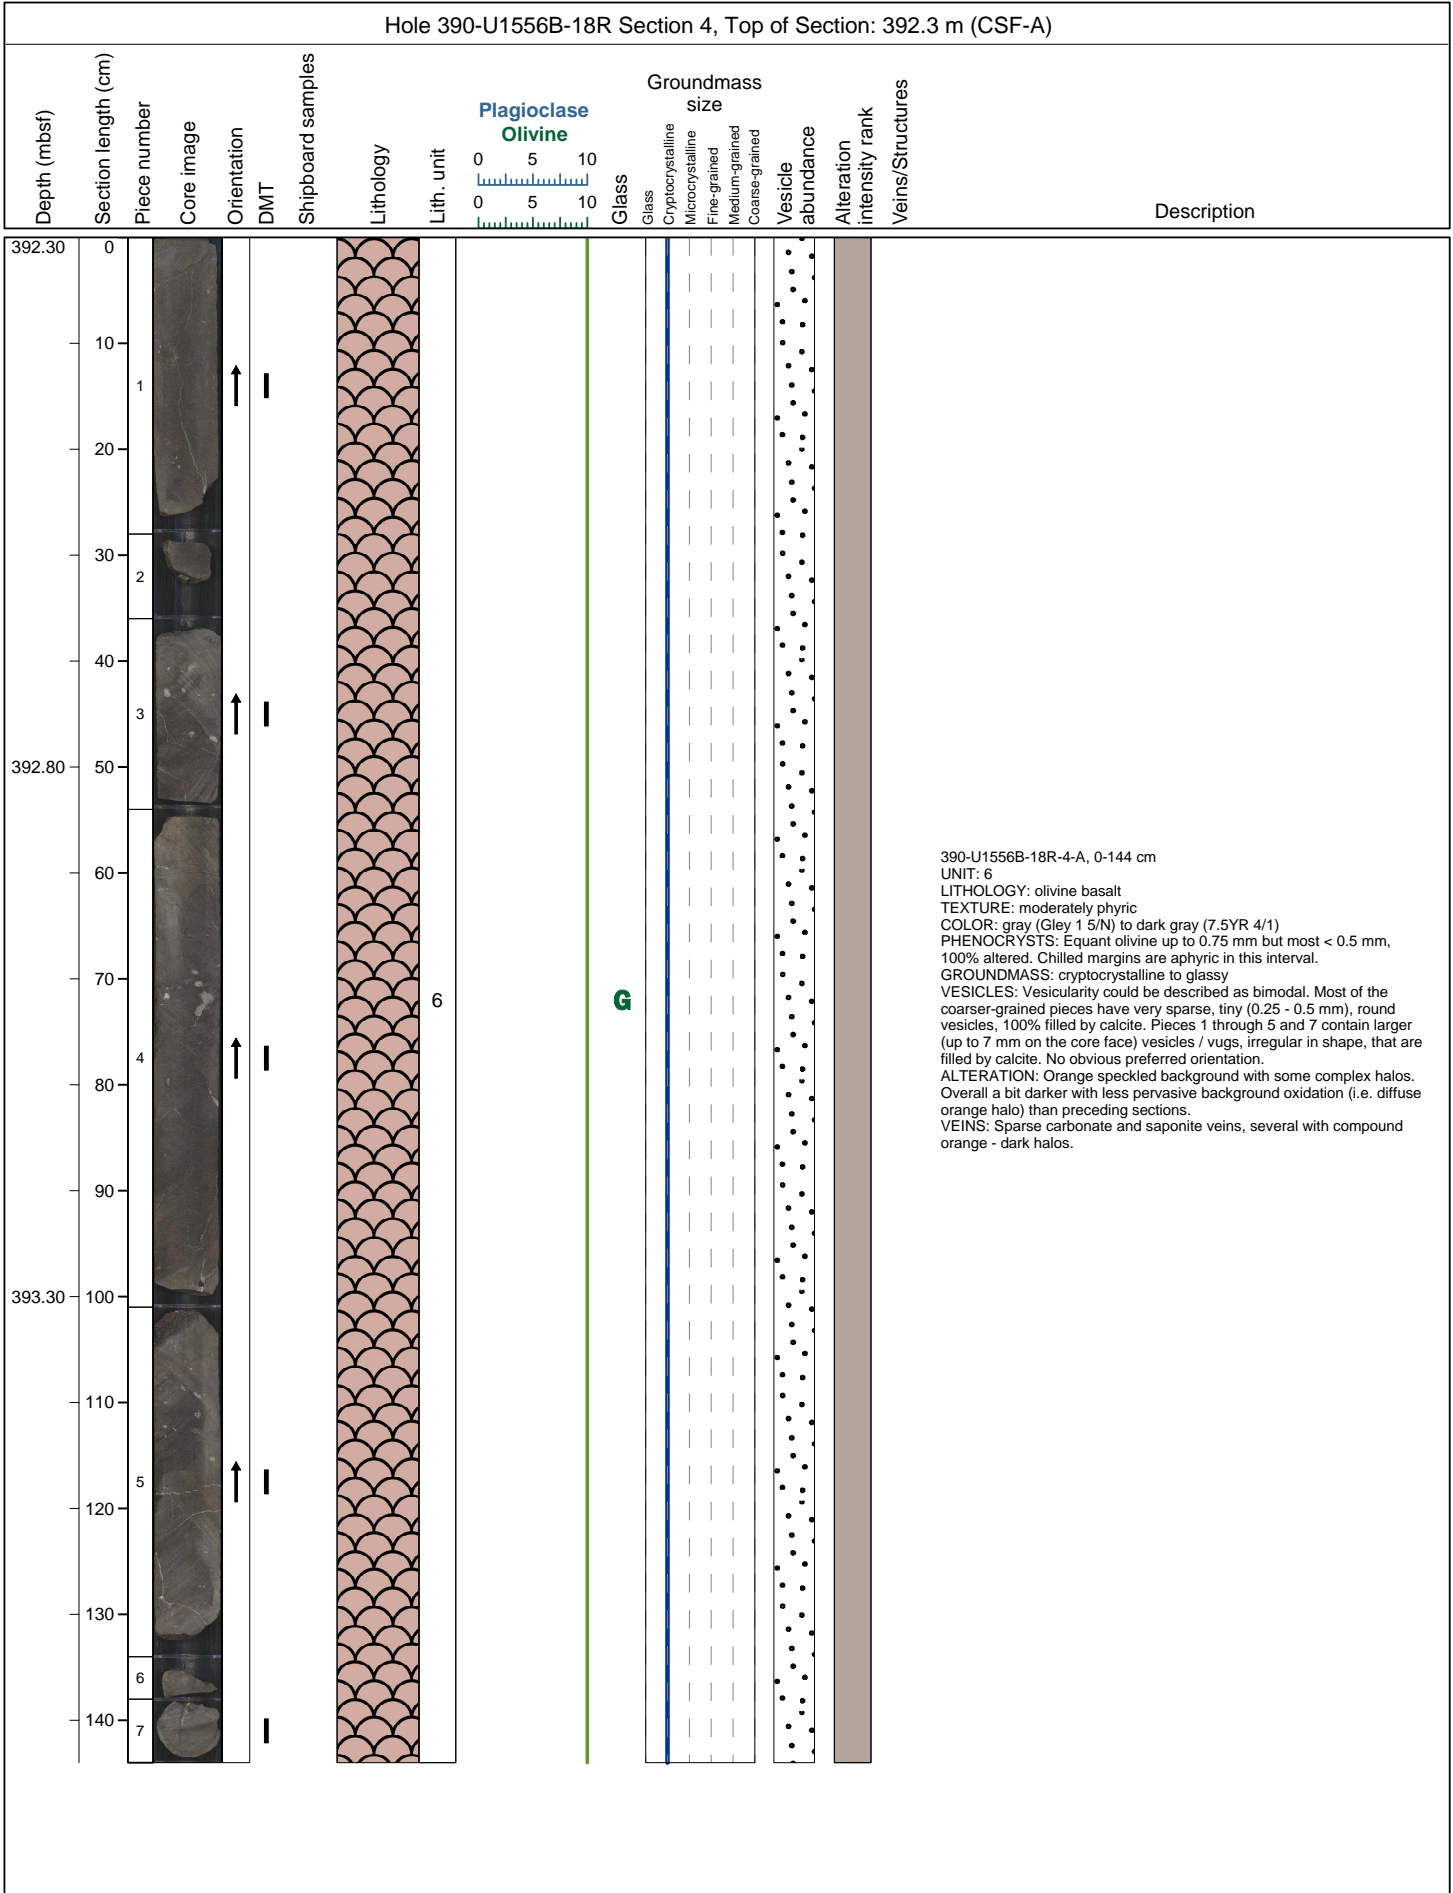 Hole 390-U1556B-18R Section 4, Top of Section: 392.3 m (CSF-A)
Depth (mbsf)
Section length (cm)
Piece number
Core image
Orientation
DMT
Shipboard samples
Lithology
Lith. unit
Plagioclase
Olivine
0 5 10
0 5 10
Glass
Groundmass
size
Glass
Cryptocrystalline
Microcrystalline
Fine-grained
Medium-grained
Coarse-grained
Vesicle
abundance
Alteration
intensity rank
Veins/Structures
Description
392.30 0
10
1
20
30
2
40
3
392.80 50
60
70
6
G
4
80
90
393.30 100
110
5
120
130
6
140
7
390-U1556B-18R-4-A, 0-144 cm
UNIT: 6
LITHOLOGY: olivine basalt
TEXTURE: moderately phyric
COLOR: gray (Gley 1 5/N) to dark gray (7.5YR 4/1)
PHENOCRYSTS: Equant olivine up to 0.75 mm but most < 0.5 mm,
100% altered. Chilled margins are aphyric in this interval.
GROUNDMASS: cryptocrystalline to glassy
VESICLES: Vesicularity could be described as bimodal. Most of the
coarser-grained pieces have very sparse, tiny (0.25 - 0.5 mm), round
vesicles, 100% filled by calcite. Pieces 1 through 5 and 7 contain larger
(up to 7 mm on the core face) vesicles / vugs, irregular in shape, that are
filled by calcite. No obvious preferred orientation.
ALTERATION: Orange speckled background with some complex halos.
Overall a bit darker with less pervasive background oxidation (i.e. diffuse
orange halo) than preceding sections.
VEINS: Sparse carbonate and saponite veins, several with compound
orange - dark halos.